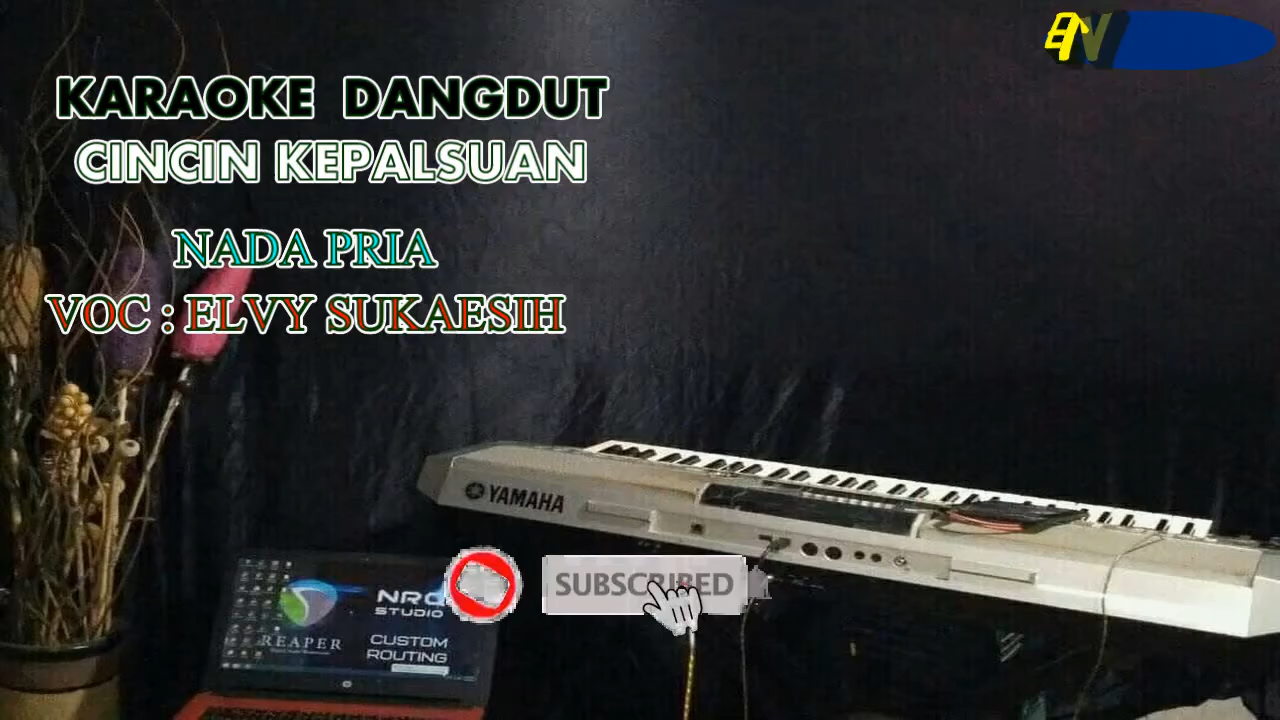 KARAOKE DANGDUT
CINCIN KEPALSUAN
NADA PRIA
VOC : ELVY SUKAESIH
YAMAHA
SUBSCRIBED
NRG
STUDIO
REAPER
CUSTOM
ROUTING